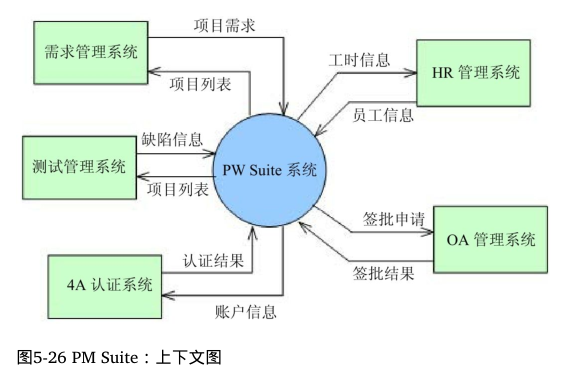 项目需求
需求管理系统
项目列表
工时信息
HR 管理系统
员工信息
缺陷信息
测试管理系统
项目列表
PW Suite 系统
签批申请
OA 管理系统
签批结果
认证结果
4A 认证系统
账户信息
图5-26 PM Suite：上下文图